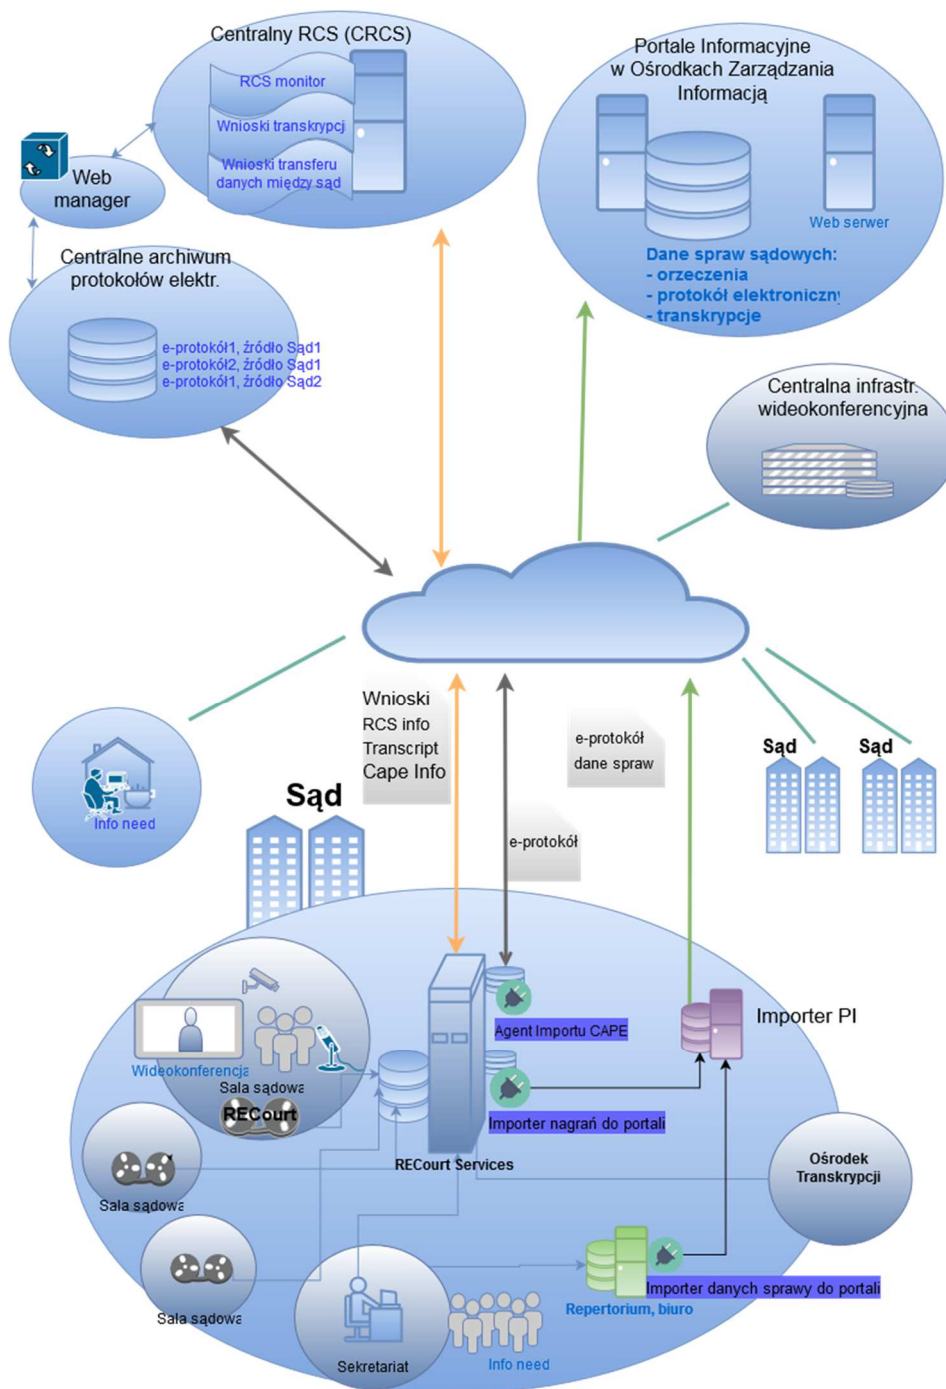 Centralny RCS (CRCS)
RCS monitor
Wnioski transkrypcji
Wnioski transferu
danych między sąd
Portale Informacyjne
w Ośrodkach Zarządzania
Informacją
Web serwer
Dane spraw sądowych:
- orzeczenia
- protokół elektroniczny
- transkrypcje
Web
manager
Centralne archiwum
protokołów elektr.
e-protokół1, źródło Sąd1
e-protokół2, źródło Sąd1
e-protokół1, źródło Sąd2
Centralna infrastr.
wideokonferencyjna
Wnioski
RCS info
Transcript
Cape Info
e-protokół
dane spraw
e-protokół
Info need
Sąd
Sąd
Sąd
Wideokonferencja
Sala sądowa
RECourt
Agent Importu CAPE
Importer PI
Importer nagrań do portali
RECourt Services
Ośrodek
Transkrypcji
Sala sądowa
Sala sądowa
Importer danych sprawy do portali
Repertorium, biuro
Sekretariat
Info need